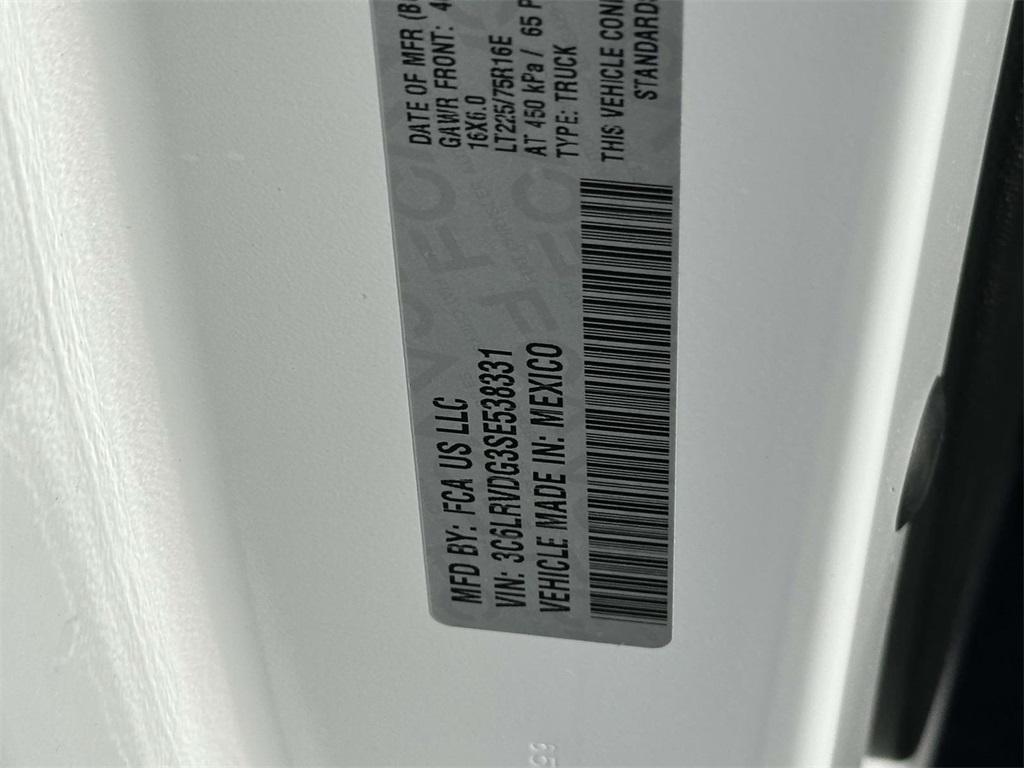 MFD BY: FCA US LLC
VIN: 3C6LRVDG3SE538331
VEHICLE MADE IN: MEXICO
DATE OF MFR
GAWR FRONT:
16X6.0
LT225/75R16E
AT 450 kPa / 65
TYPE: TRUCK
THIS VEHICLE
STANDARDS